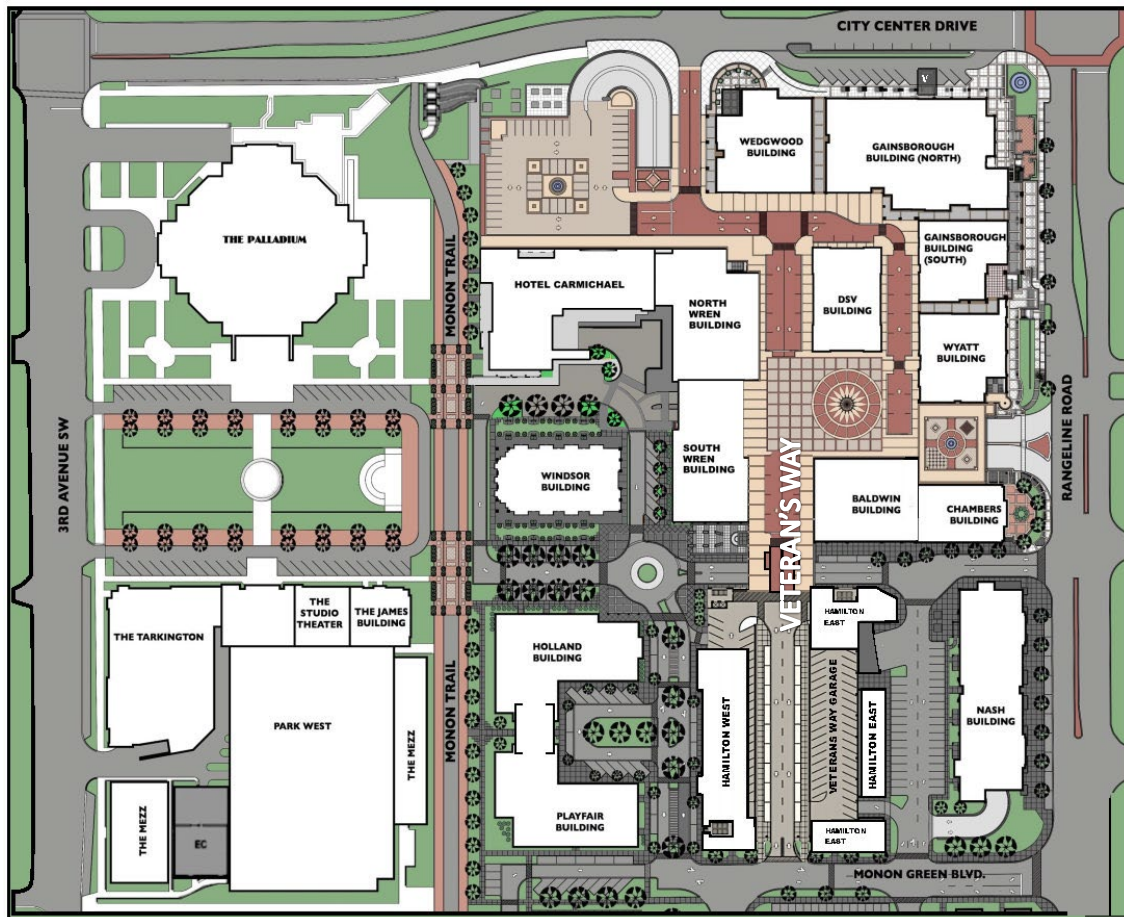 CITY CENTER DRIVE
V
WEDGWOOD
BUILDING
GAINSBOROUGH
BUILDING (NORTH)
THE PALLADIUM
MONON TRAIL
GAINSBOROUGH
BUILDING
(SOUTH)
HOTEL CARMICHAEL
NORTH
WREN
BUILDING
DSV
BUILDING
WYATT
BUILDING
RANGELINE ROAD
3RD AVENUE SW
WINDSOR
BUILDING
SOUTH
WREN
BUILDING
VETERAN'S WAY
BALDWIN
BUILDING
CHAMBERS
BUILDING
THE TARKINGTON
THE
STUDIO
THEATER
THE JAMES
BUILDING
HOLLAND
BUILDING
HAMILTON
EAST
PARK WEST
THE MEZZ
MONON TRAIL
HAMILTON WEST
VETERANS WAY GARAGE
HAMILTON EAST
NASH
BUILDING
THE MEZZ
EC
PLAYFAIR
BUILDING
HAMILTON
EAST
MONON GREEN BLVD.